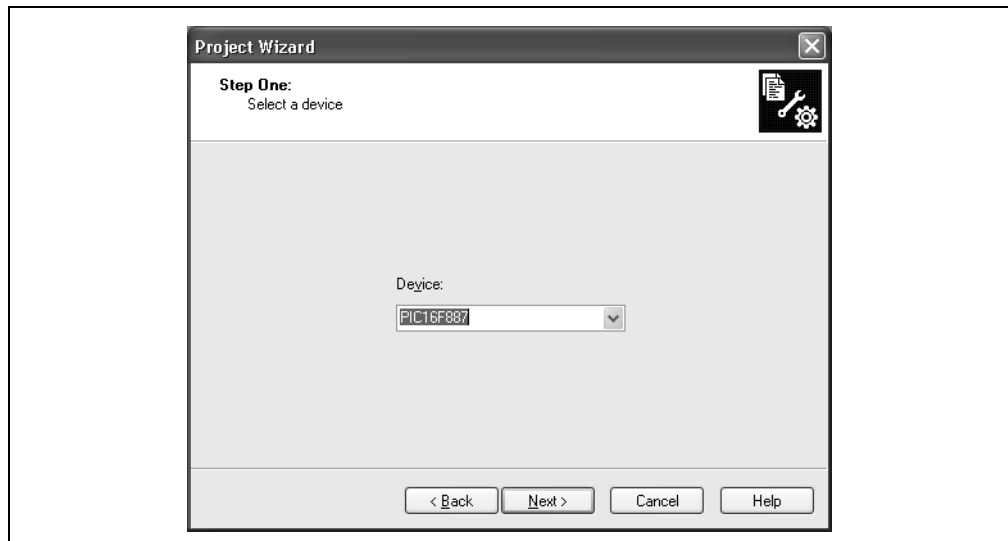 Project Wizard
Step One:
Select a device
Device:
PIC16F887
< Back Next > Cancel Help